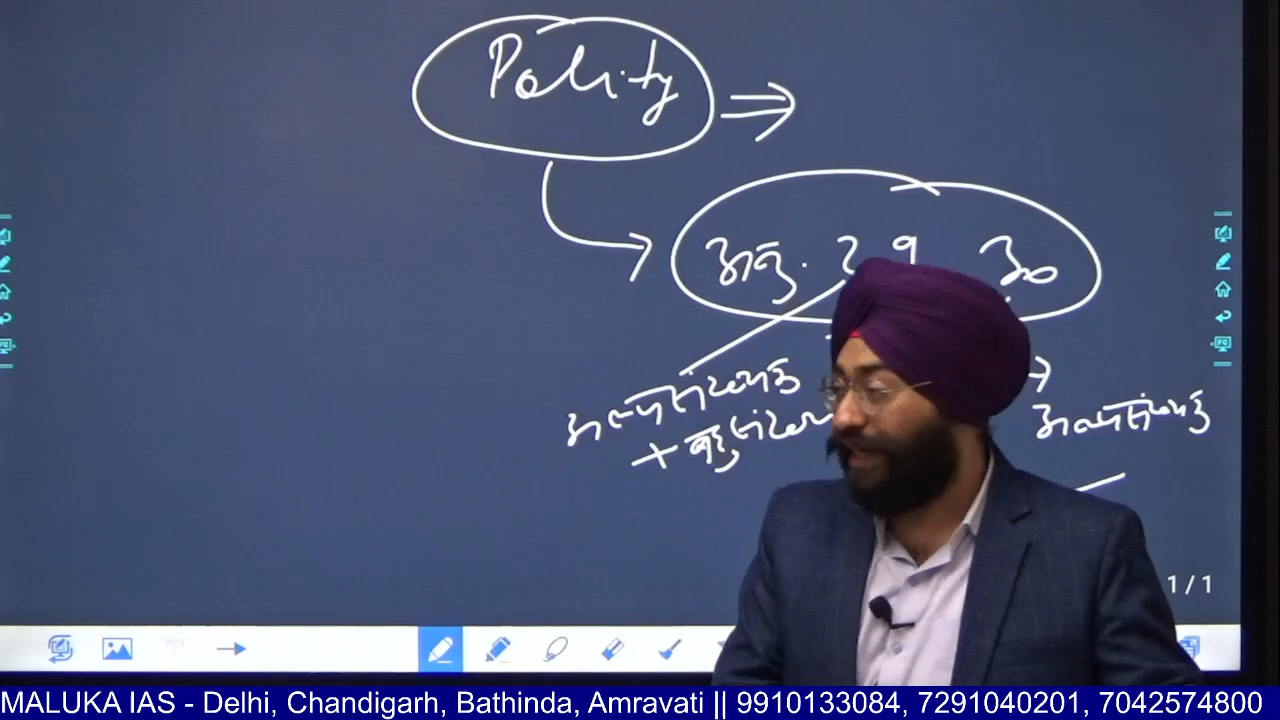 Polity
अनु. 29 30
अल्पसंख्यक
+ बहुसंख्य
अल्पसंख्यक
1 / 1
MALUKA IAS - Delhi, Chandigarh, Bathinda, Amravati || 9910133084, 7291040201, 7042574800